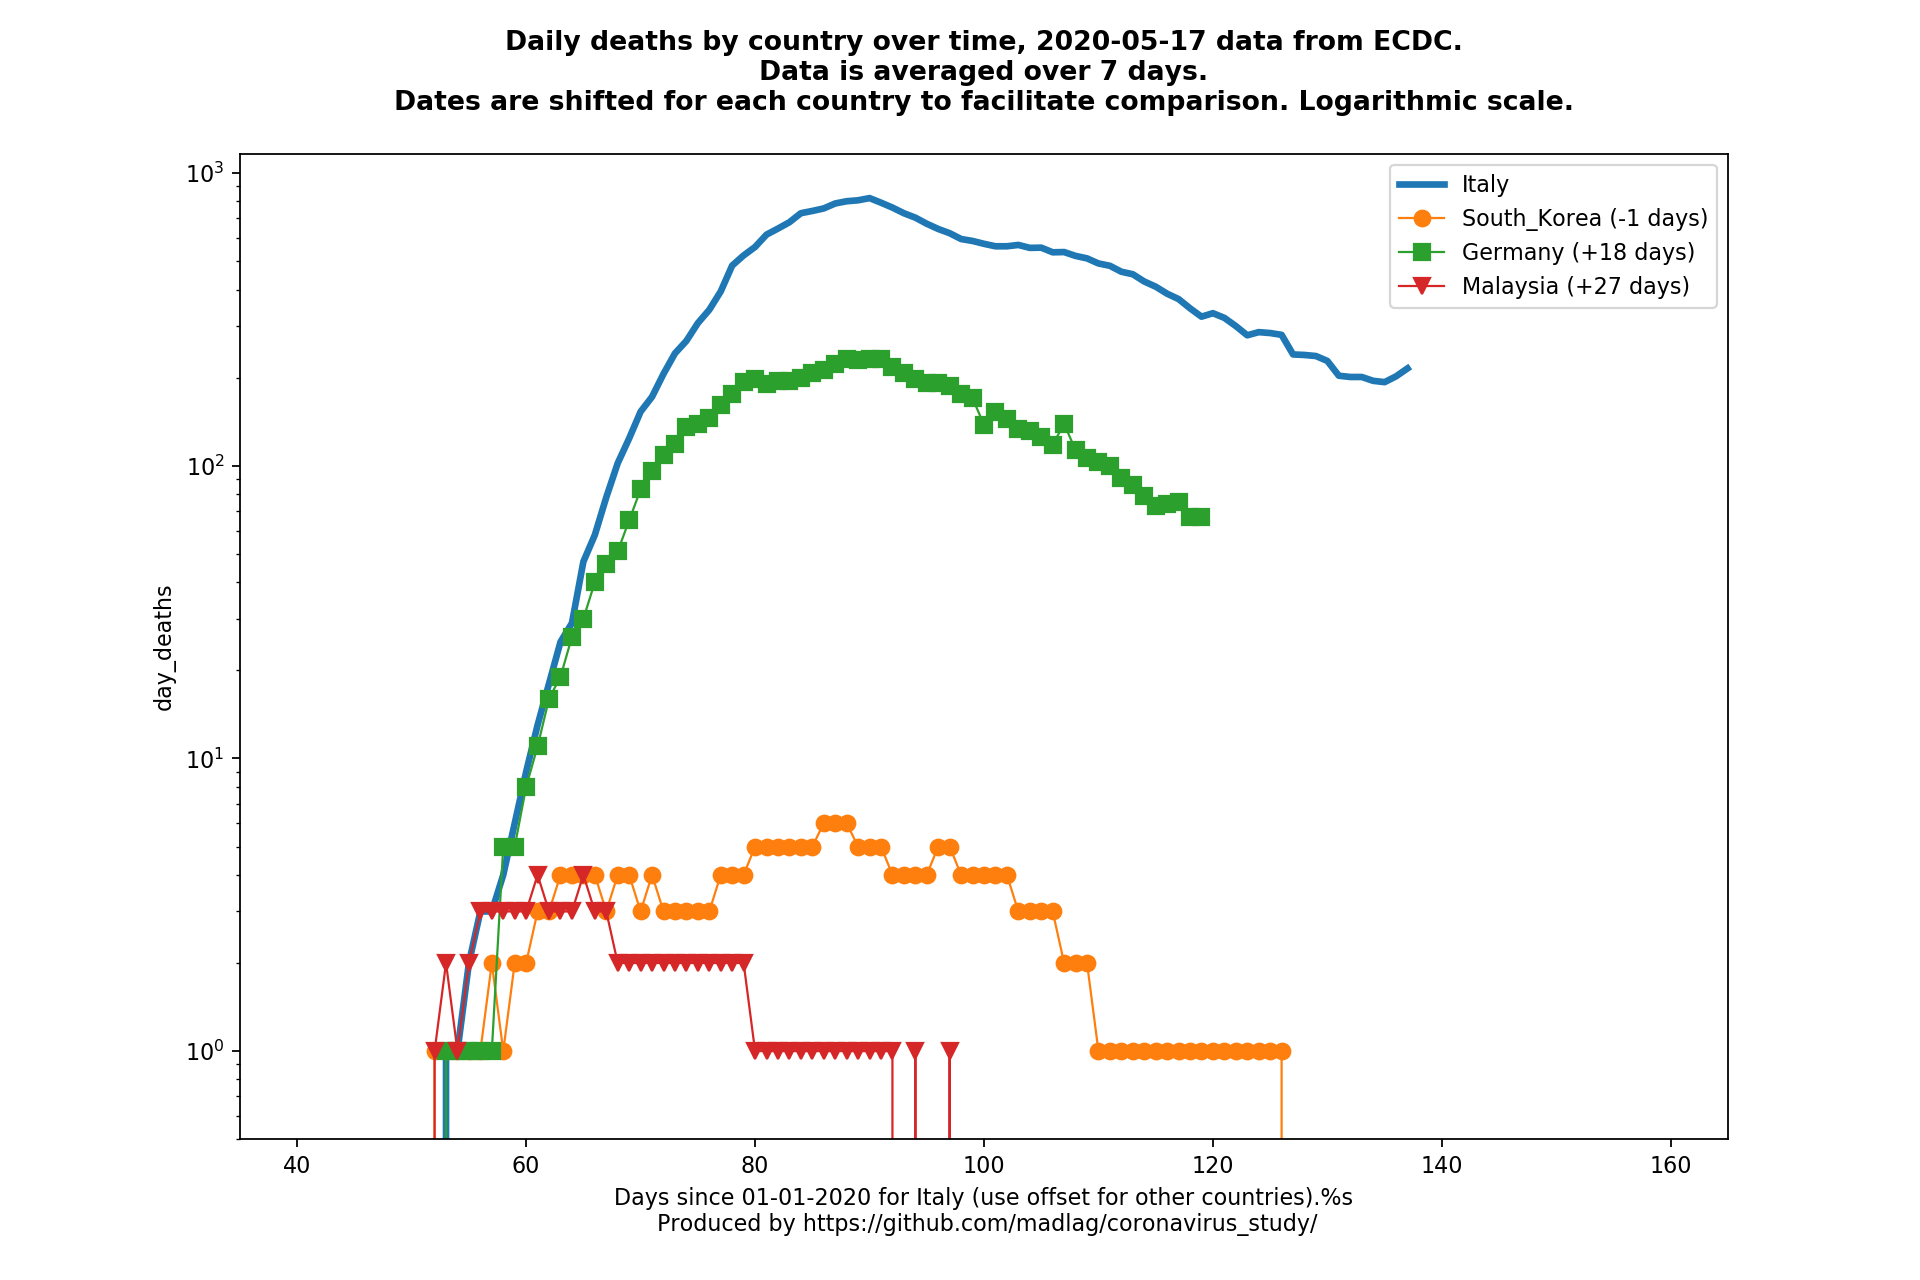 Daily deaths by country over time, 2020-05-17 data from ECDC.
Data is averaged over 7 days.
Dates are shifted for each country to facilitate comparison. Logarithmic scale.
10³
10²
10¹
10⁰
day_deaths
Italy
South_Korea (-1 days)
Germany (+18 days)
Malaysia (+27 days)
40 60 80 100 120 140 160
Days since 01-01-2020 for Italy (use offset for other countries).%s
Produced by https://github.com/madlag/coronavirus_study/